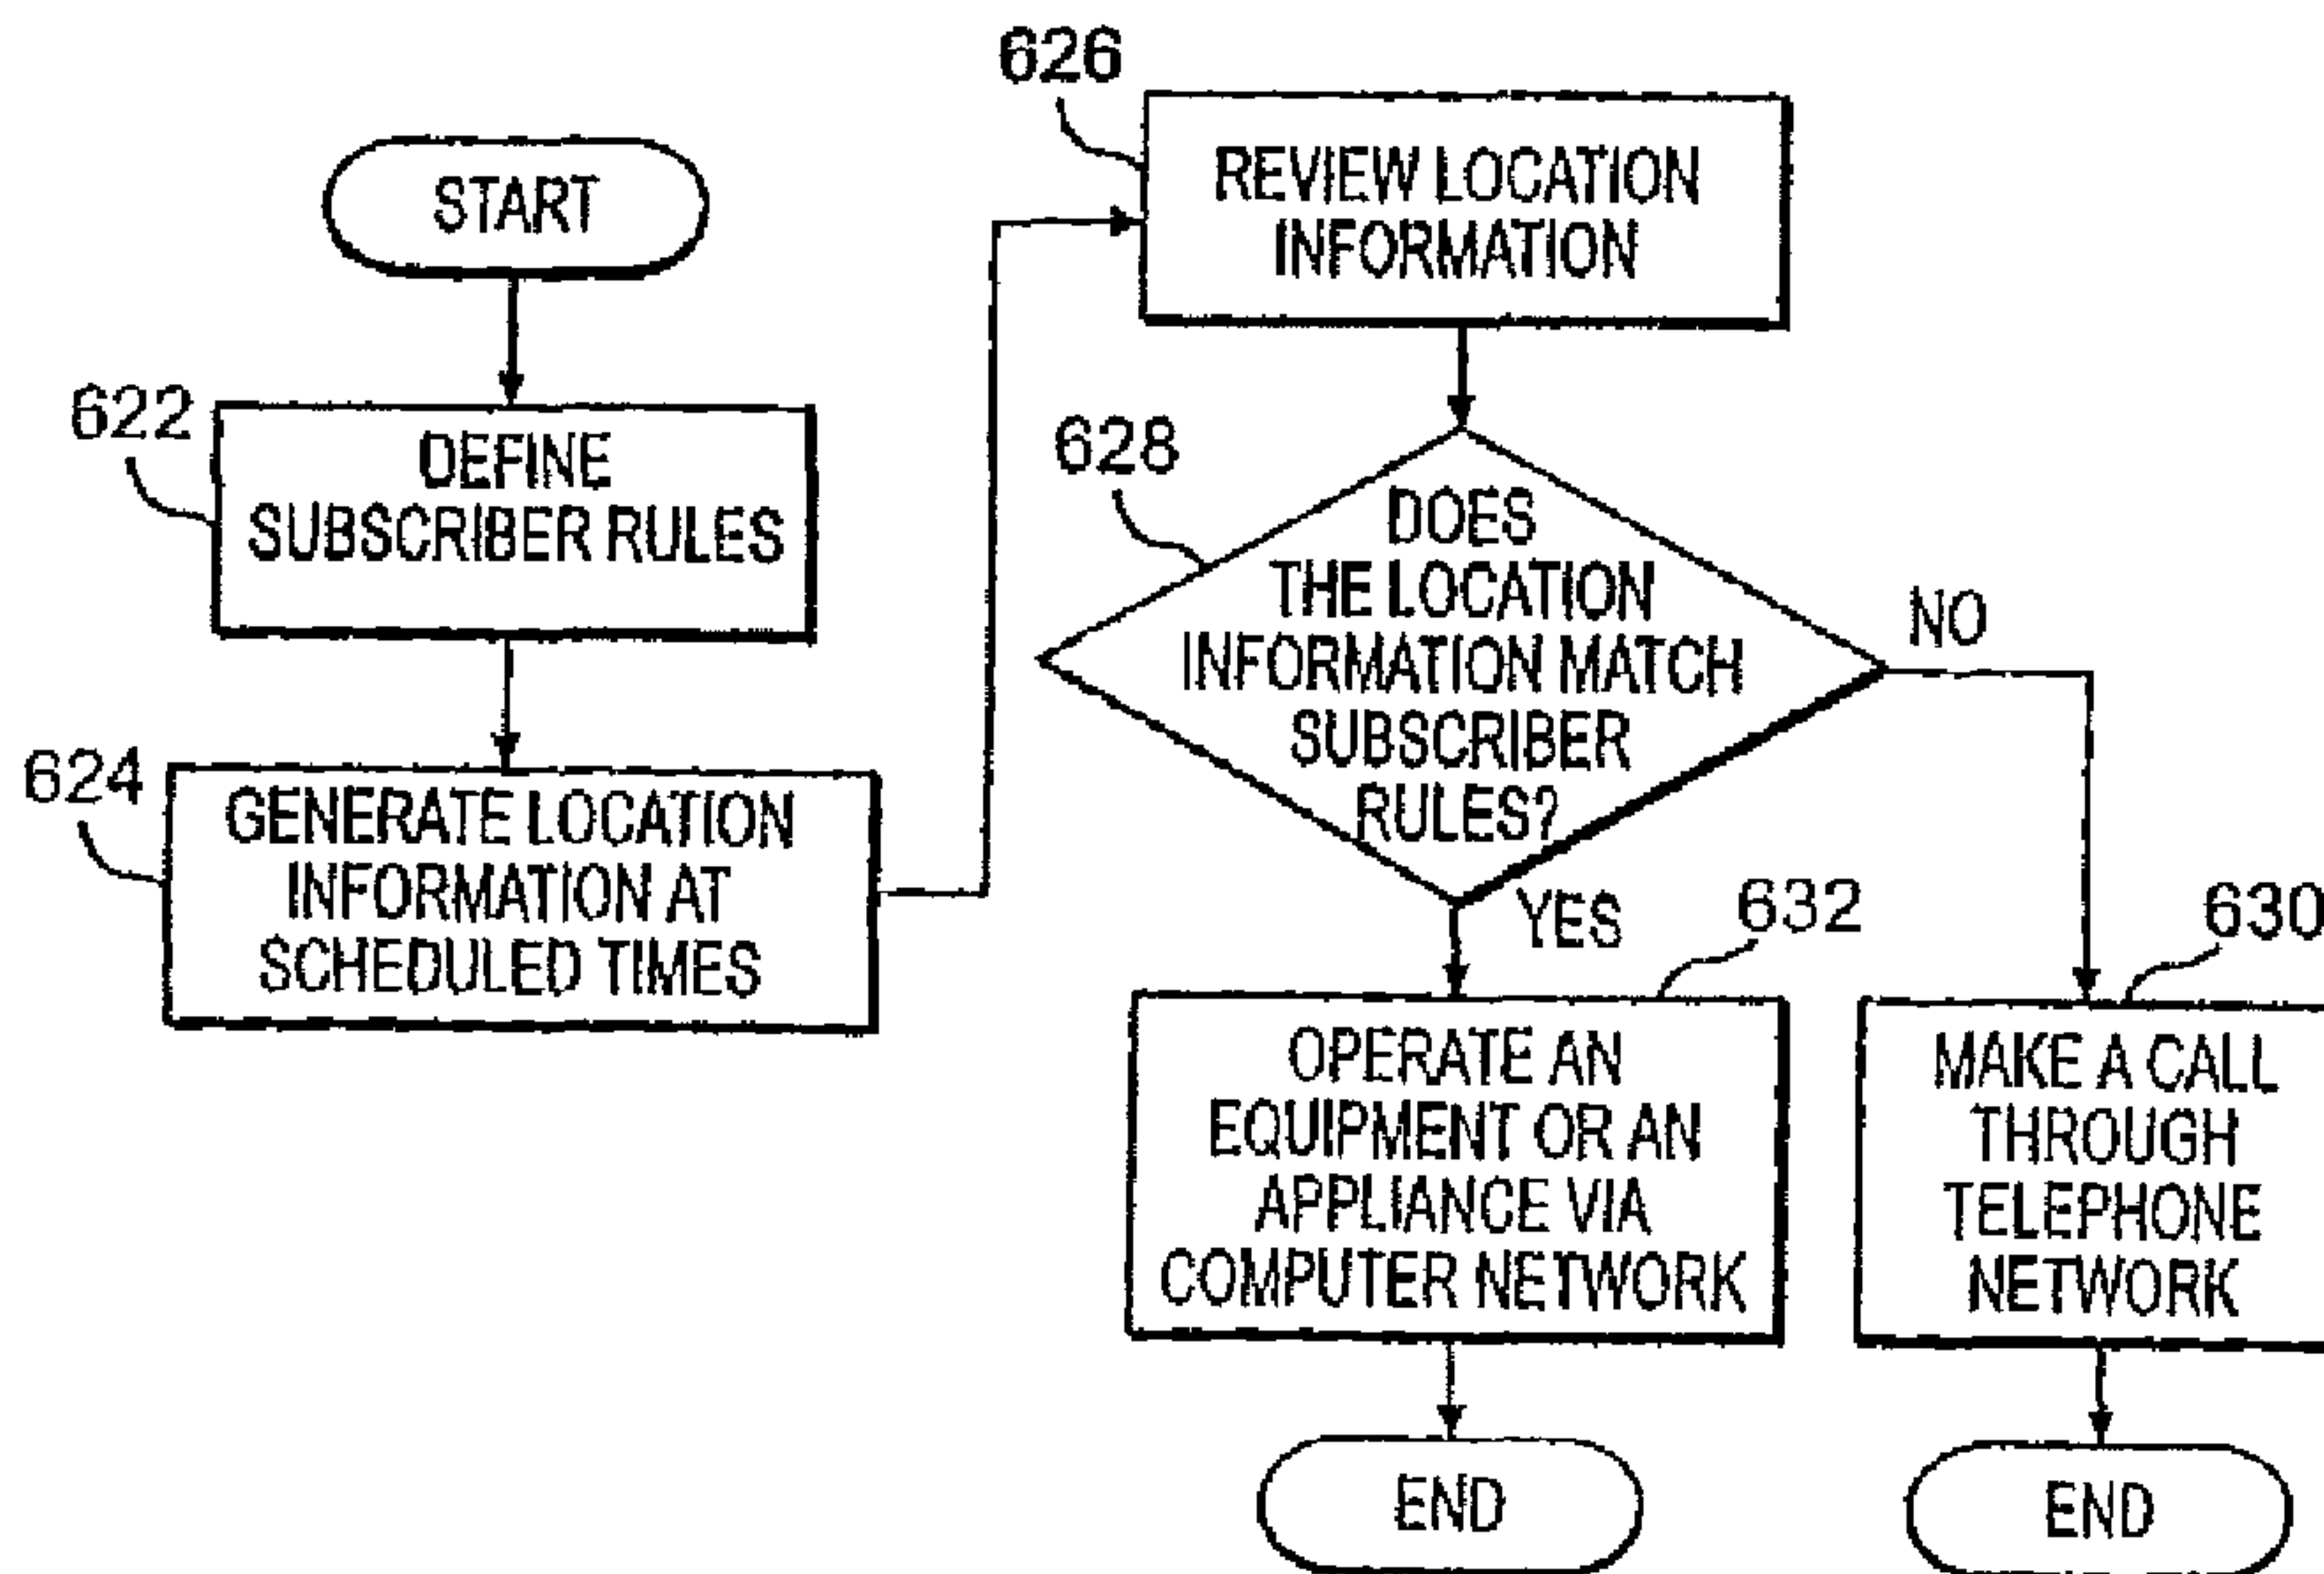 START
622
DEFINE
SUBSCRIBER RULES
624
GENERATE LOCATION
INFORMATION AT
SCHEDULED TIMES
626
REVIEW LOCATION
INFORMATION
628
DOES
THE LOCATION
INFORMATION MATCH
SUBSCRIBER
RULES?
NO
YES
632
OPERATE AN
EQUIPMENT OR AN
APPLIANCE VIA
COMPUTER NETWORK
END
630
MAKE A CALL
THROUGH
TELEPHONE
NETWORK
END